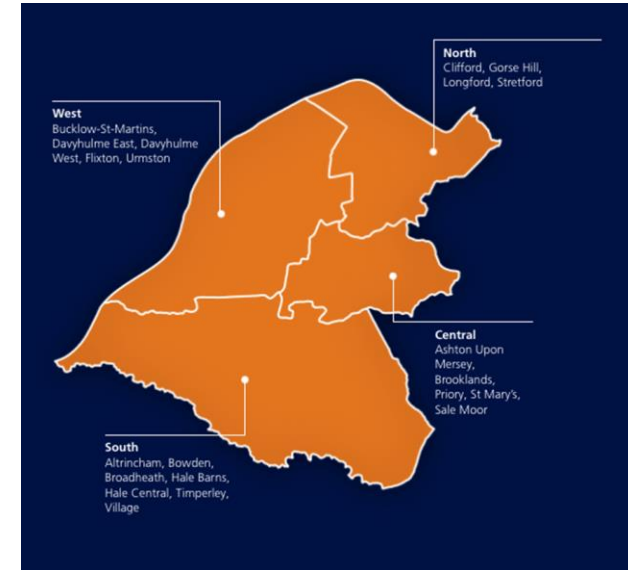 North
Clifford, Gorse Hill,
Longford, Stretford
West
Bucklow-St-Martins,
Davyhulme East, Davyhulme
West, Flixton, Urmston
Central
Ashton Upon
Mersey,
Brooklands,
Priory, St Mary's,
Sale Moor
South
Altrincham, Bowden,
Broadheath, Hale Barns,
Hale Central, Timperley,
Village